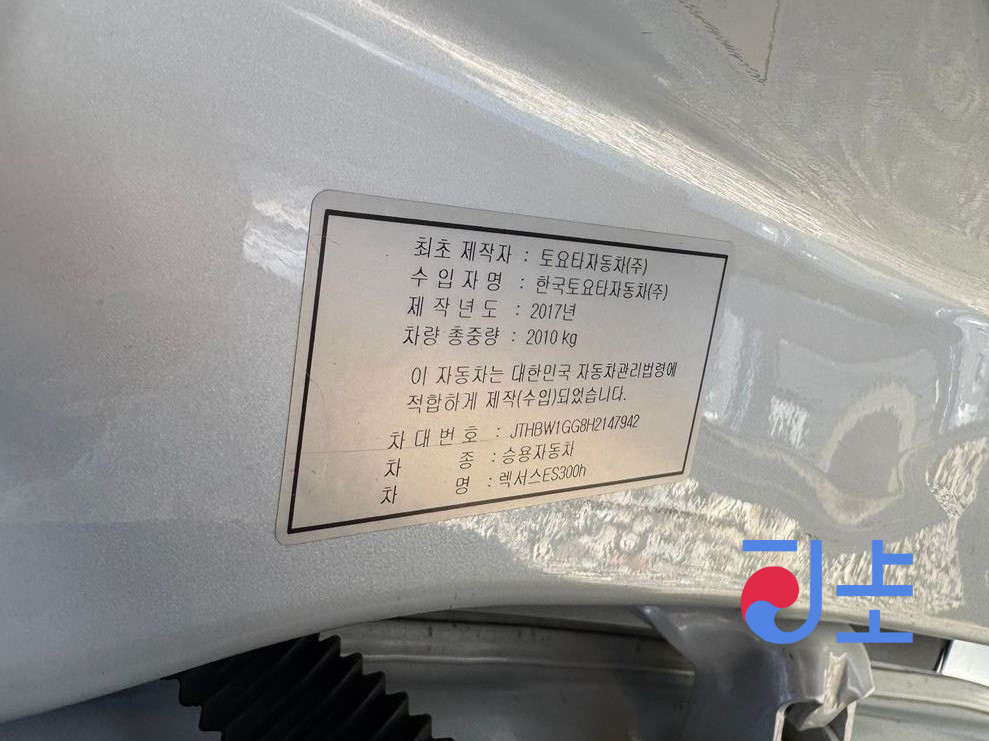 최초 제작자 : 토요타자동차(주)
수 입 자 명 : 한국토요타자동차(주)
제 작 년 도 : 2017년
차량 총중량 : 2010 kg
이 자동차는 대한민국 자동차관리법령에
적합하게 제작(수입)되었습니다.
차 대 번 호 : JTHBW1GG8H2147942
차 종 : 승용자동차
차 명 : 렉서스ES300h